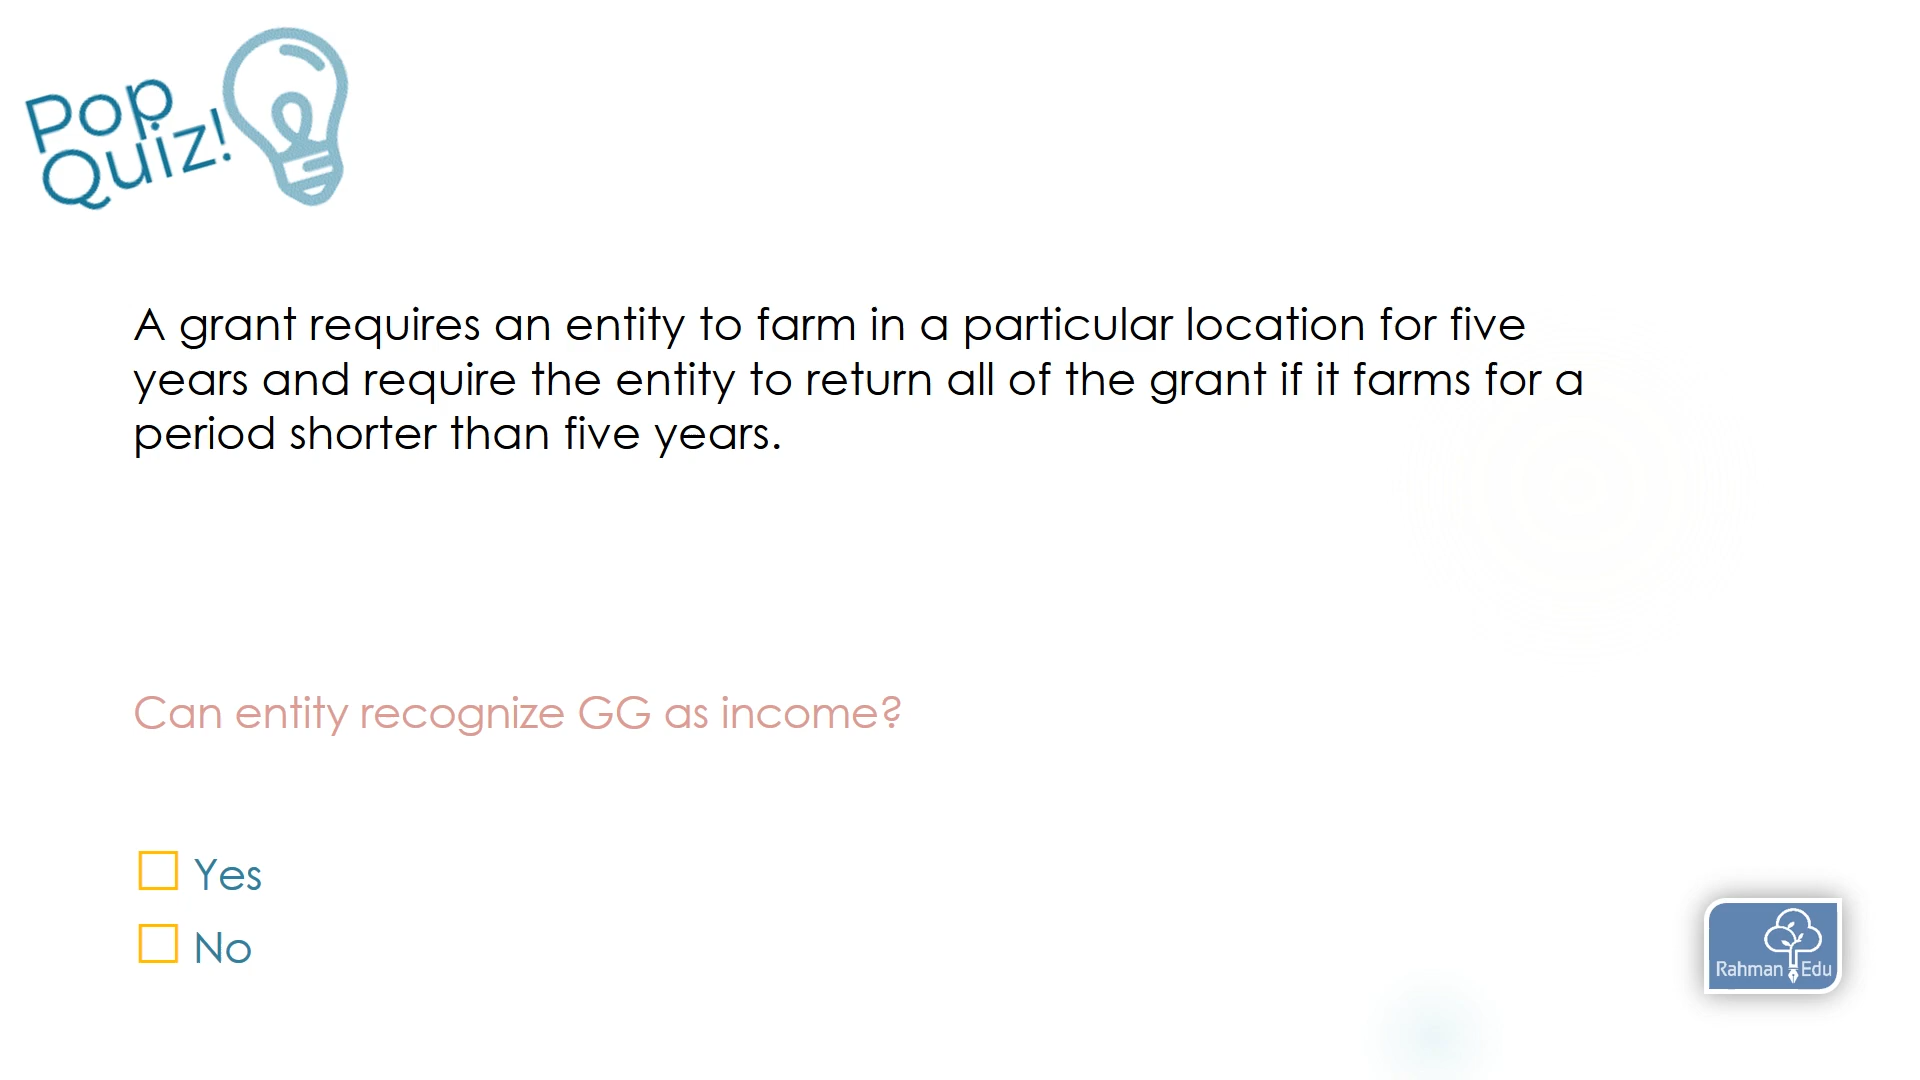 Pop
Quiz!
A grant requires an entity to farm in a particular location for five
years and require the entity to return all of the grant if it farms for a
period shorter than five years.
Can entity recognize GG as income?
Yes
No
Rahman Edu